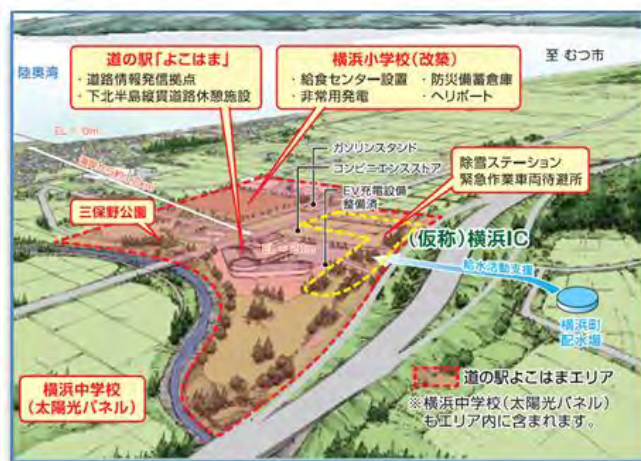 道の駅「よこはま」
・道路情報発信拠点
・下北半島縦貫道路休憩施設
横浜小学校(改築)
・給食センター設置 ・防災備蓄倉庫
・非常用発電 ・ヘリポート
至 むつ市
陸奥湾
ガソリンスタンド
コンビニエンスストア
EV充電設備
整備済
除雪ステーション
緊急作業車両待避所
三保野公園
(仮称)横浜IC
給水活動支援
横浜町
配水場
横浜中学校
(太陽光パネル)
道の駅よこはまエリア
※横浜中学校(太陽光パネル)
もエリア内に含まれます。